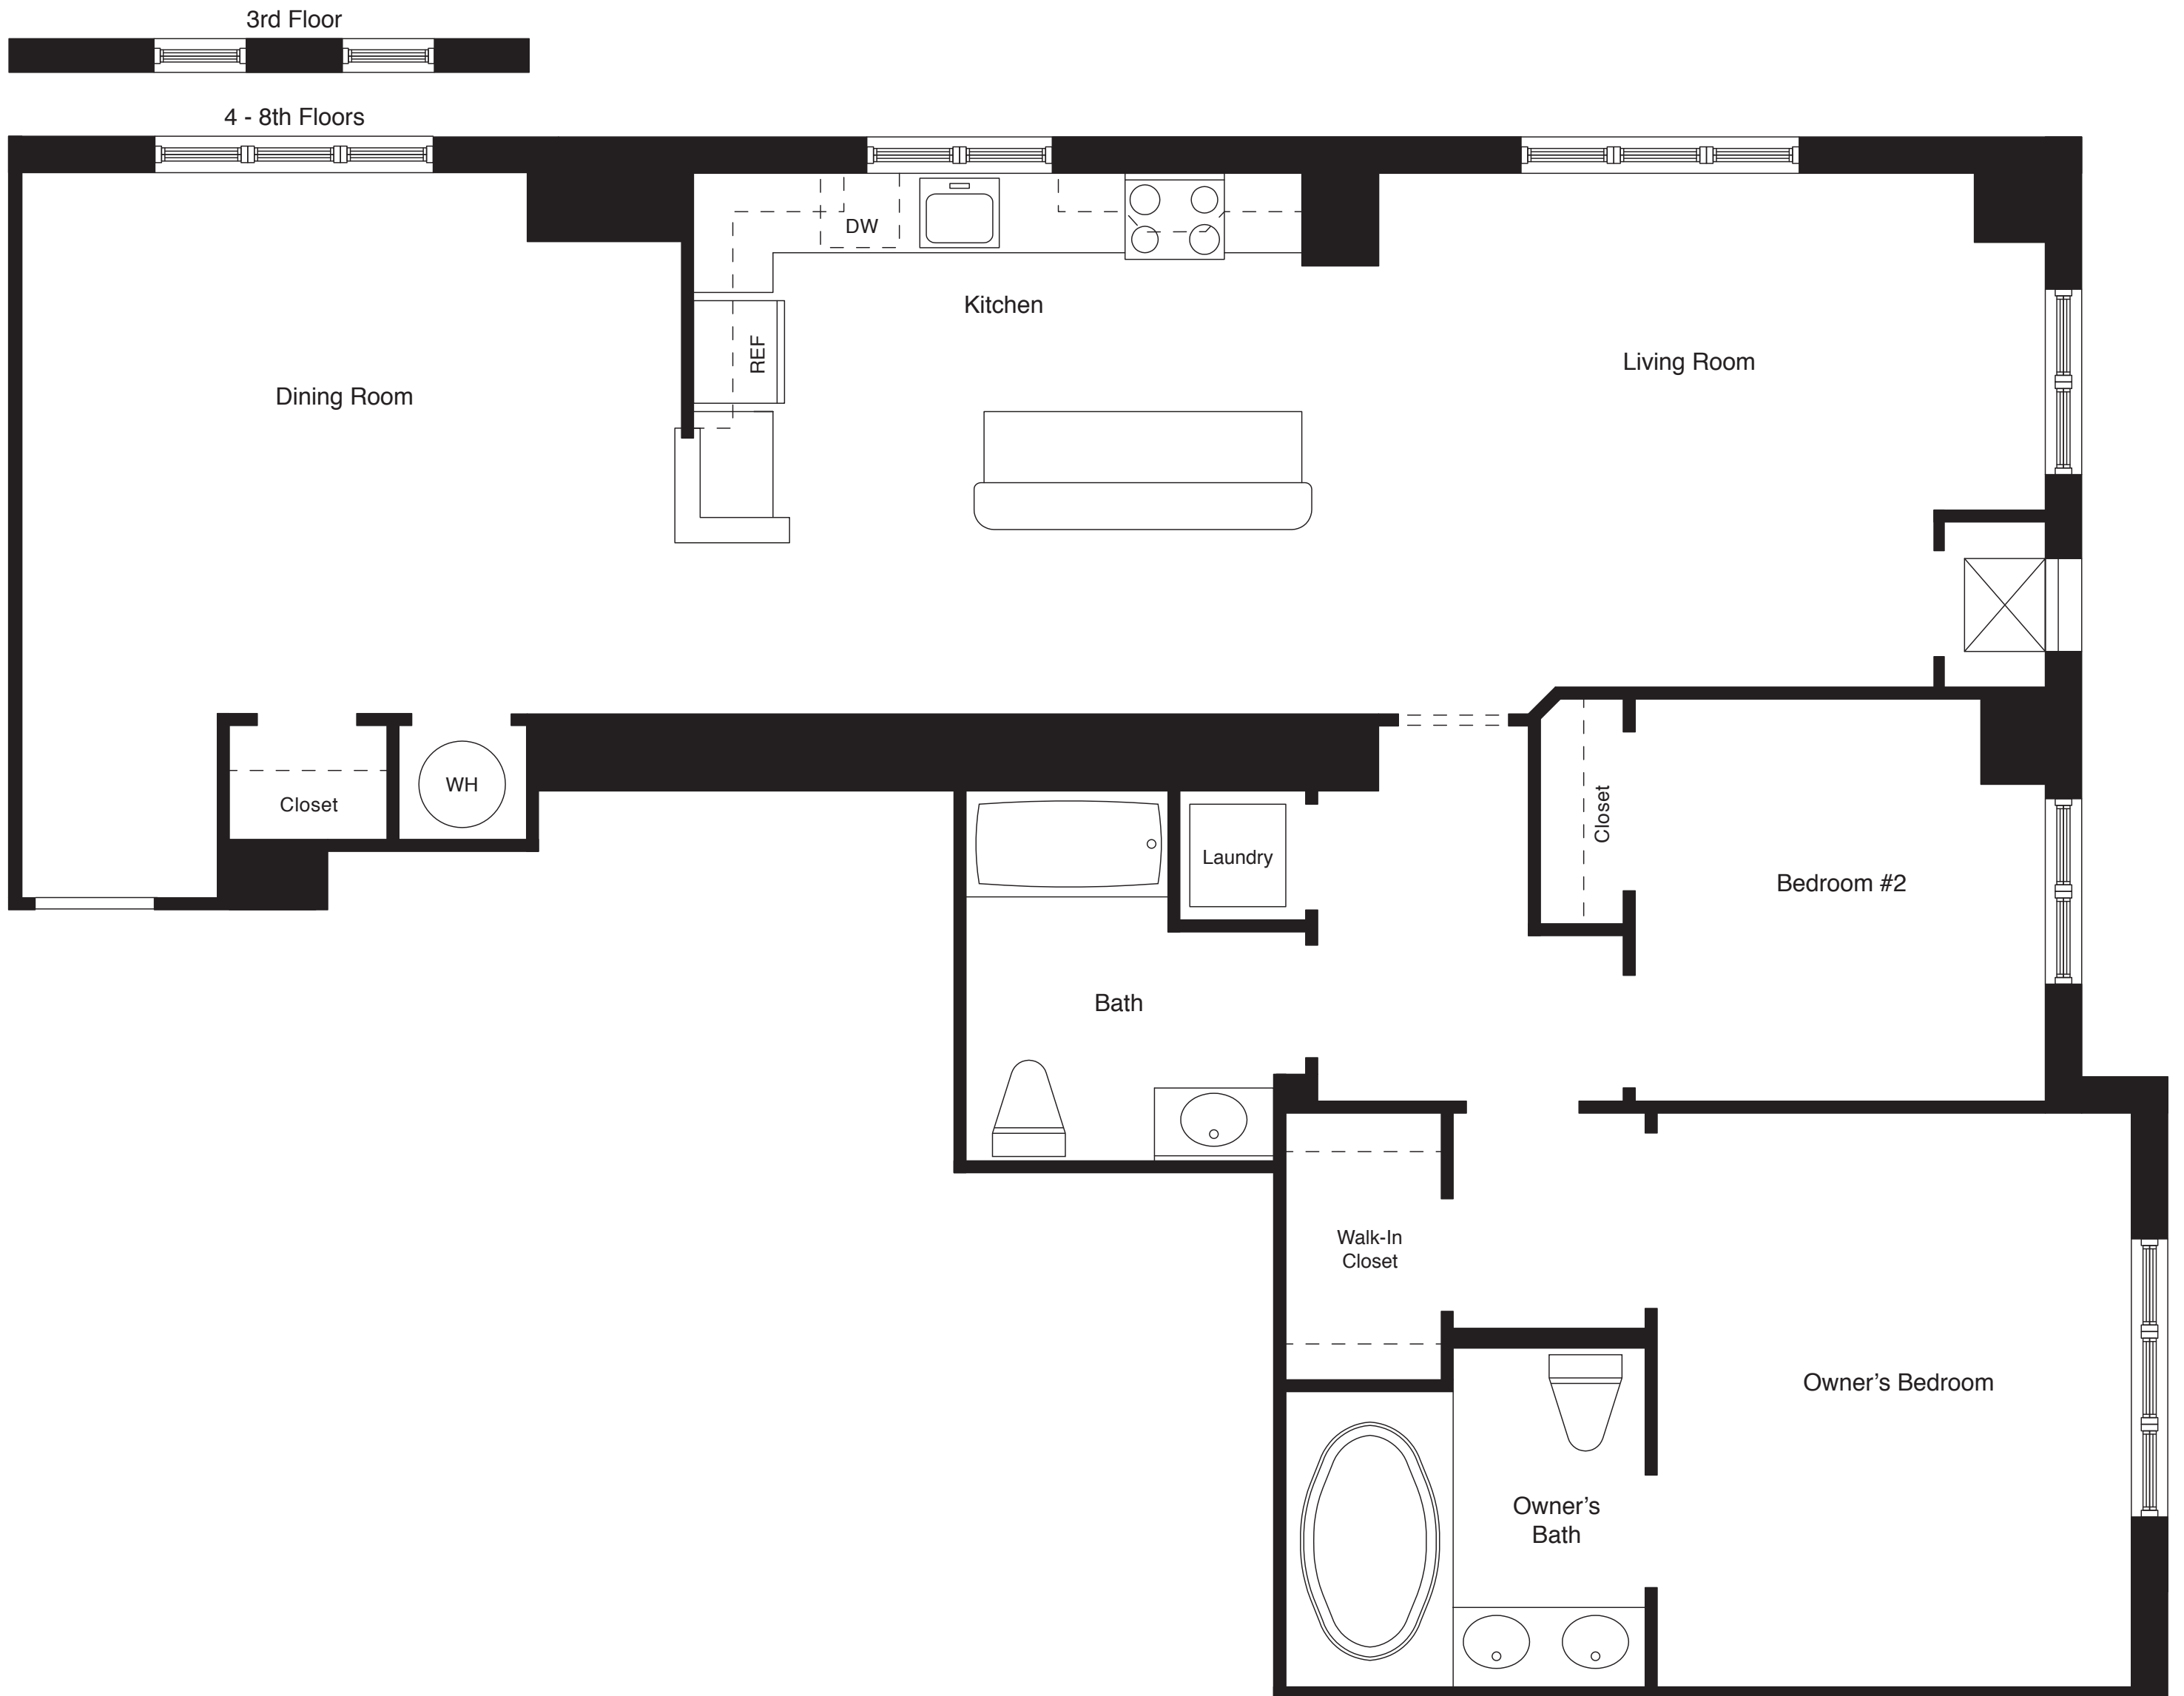 3rd Floor
4 - 8th Floors
DW
Kitchen
REF
Living Room
Dining Room
WH
Closet
Closet
Laundry
Bedroom #2
Bath
Walk-In
Closet
Owner’s Bedroom
Owner’s
Bath